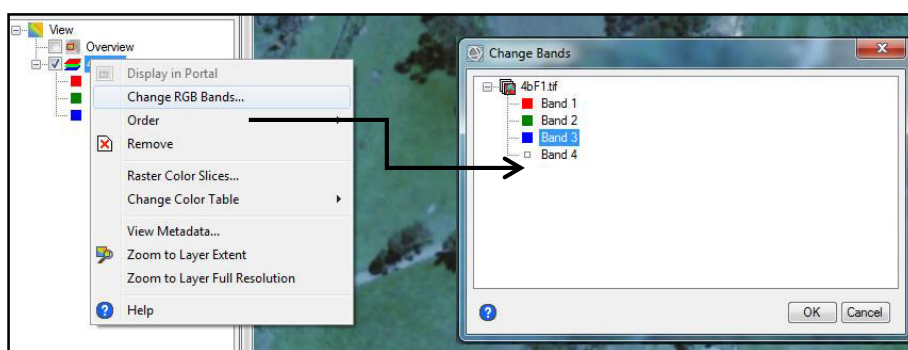 View
Overview
Display in Portal
Change RGB Bands...
Order
Remove
Raster Color Slices...
Change Color Table
View Metadata...
Zoom to Layer Extent
Zoom to Layer Full Resolution
Help
Change Bands
4bF1.tif
Band 1
Band 2
Band 3
Band 4
OK
Cancel